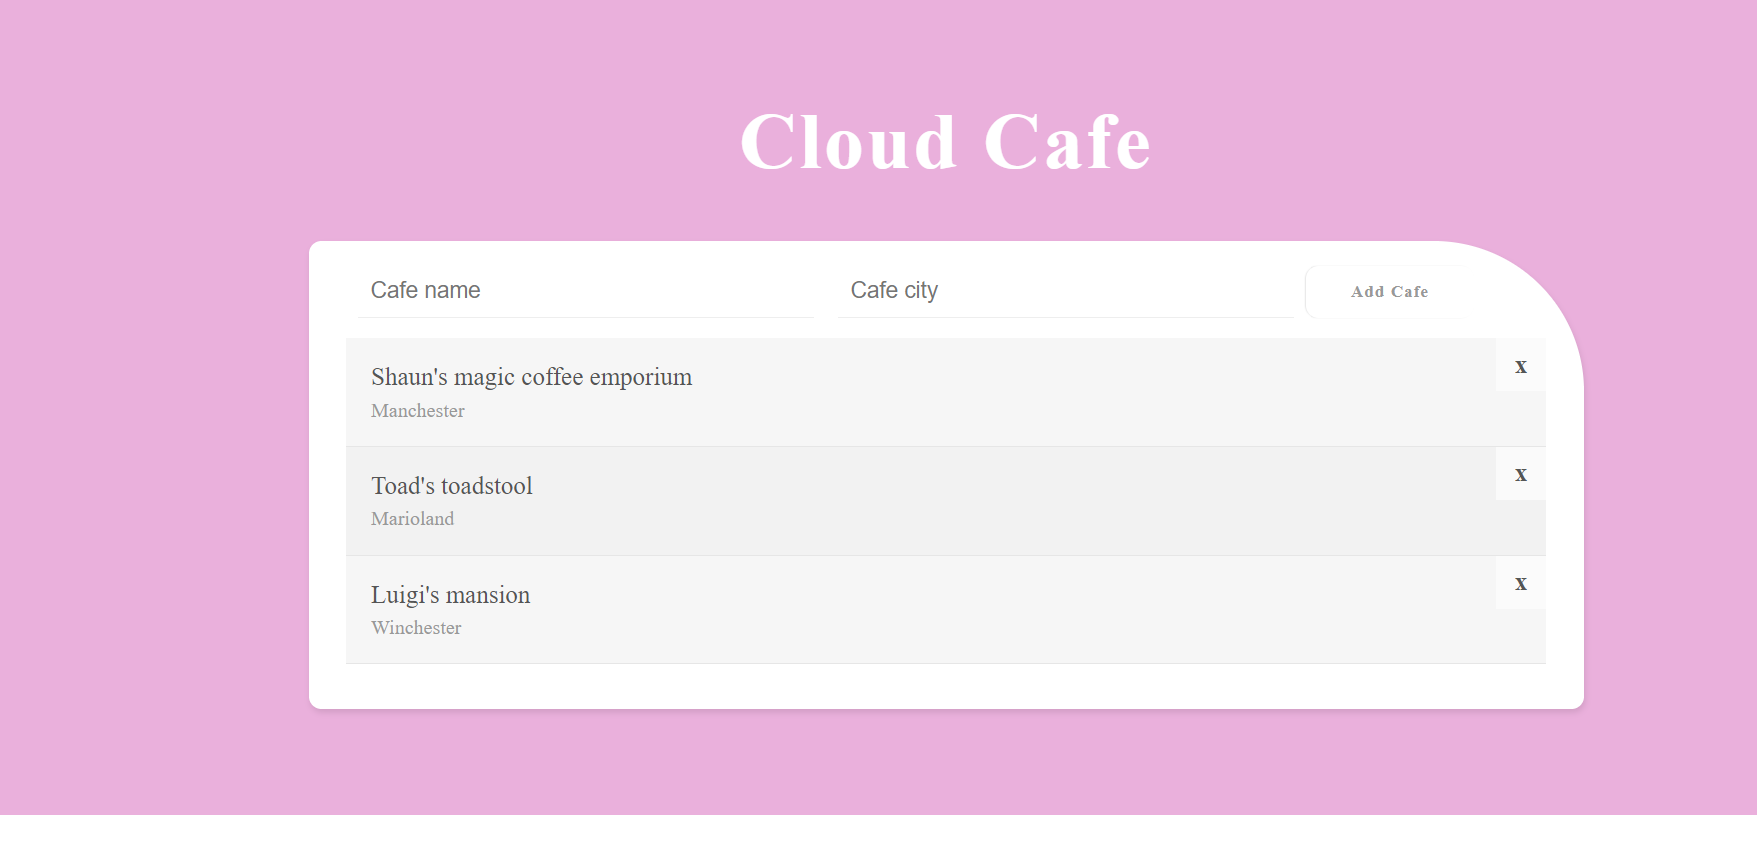 Cloud Cafe
Cafe name Cafe city Add Cafe
Shaun's magic coffee emporium x
Manchester
Toad's toadstool x
Marioland
Luigi's mansion x
Winchester